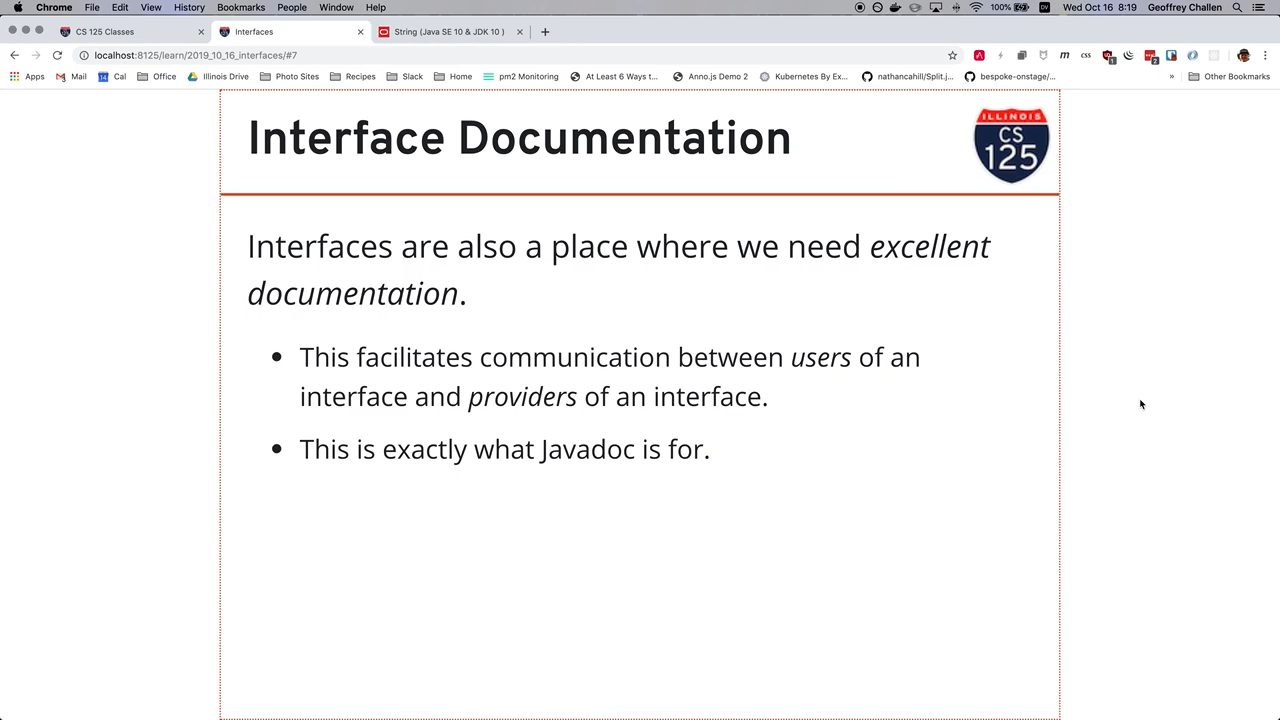 Chrome File Edit View History Bookmarks People Window Help 100% DV Wed Oct 16 8:19 Geoffrey Challen
CS 125 Classes Interfaces String (Java SE 10 & JDK 10 )
localhost:8125/learn/2019_10_16_interfaces/#7
Apps Mail Cal Office Illinois Drive Photo Sites Recipes Slack Home pm2 Monitoring At Least 6 Ways t... Anno.js Demo 2 Kubernetes By Ex... nathancahill/Split.j... bespoke-onstage/... » Other Bookmarks
Interface Documentation
ILLINOIS
CS
125
Interfaces are also a place where we need excellent
documentation.
• This facilitates communication between users of an
interface and providers of an interface.
• This is exactly what Javadoc is for.